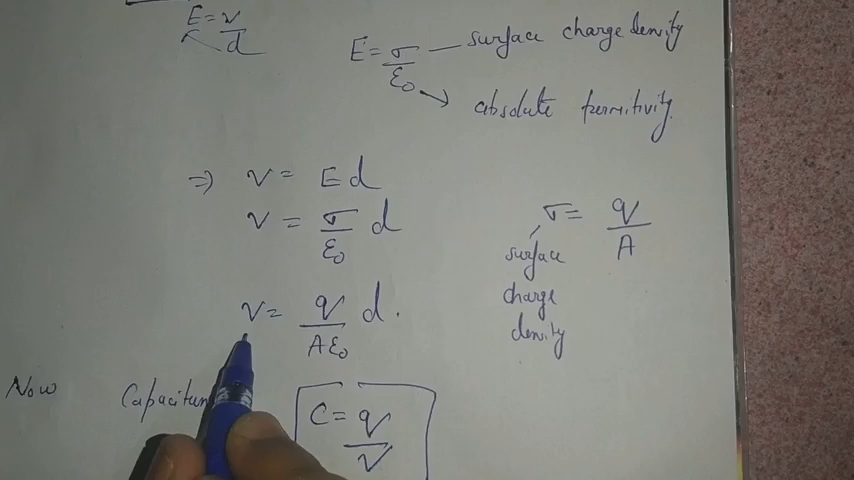 E = v/d
E = σ/ε₀ — surface charge density
absolute permitivity
⇒ v = Ed
v = σ/ε₀ d
σ = q/A
surface
charge
density
v = q/Aε₀ d.
Now C = q/V